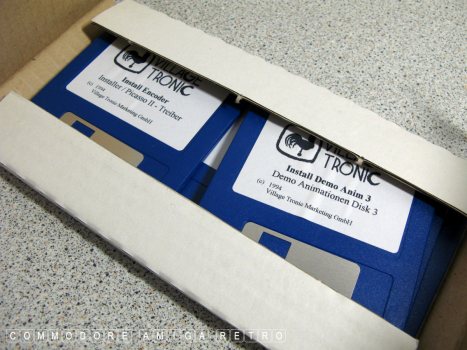 VILLAGE
TRONIC
Install Encoder
Installer / Picasso II - Treiber
(c) 1994
Village Tronic Marketing GmbH
VILLAGE
TRONIC
Install Demo Anim 3
Demo Animationen Disk 3
(c) 1994
Village Tronic Marketing GmbH
COMMODORE AMIGA RETRO